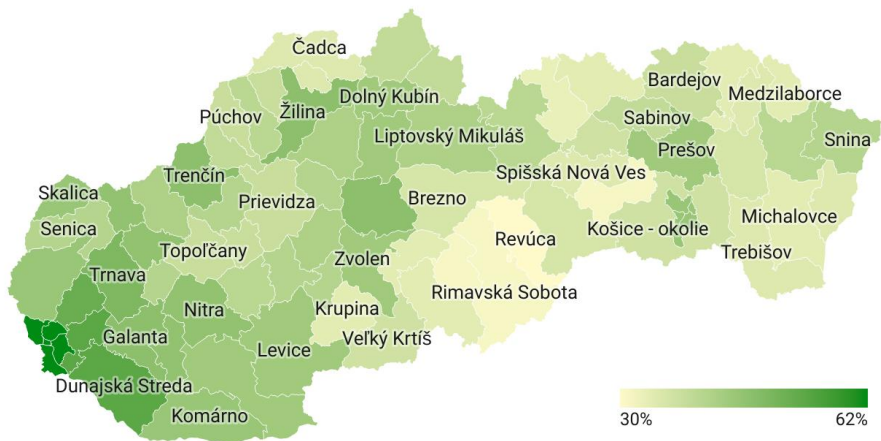 Čadca
Bardejov
Medzilaborce
Púchov
Žilina
Dolný Kubín
Sabinov
Liptovský Mikuláš
Prešov
Snina
Skalica
Trenčín
Prievidza
Brezno
Spišská Nová Ves
Senica
Topoľčany
Revúca
Košice - okolie
Michalovce
Trnava
Zvolen
Trebišov
Rimavská Sobota
Nitra
Krupina
Galanta
Levice
Veľký Krtíš
Dunajská Streda
Komárno
30%
62%